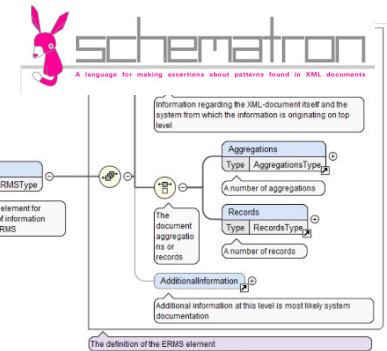 schematron
A language for making assertions about patterns found in XML documents
Information regarding the XML-document itself and the
system from which the information is originating on top
level
Aggregations
Type AggregationsType
A number of aggregations
ERMSType
element for
of information
ERMS
The
document
aggregatio
ns or
records
Records
Type RecordsType
A number of records
AdditionalInformation
Additional information at this level is most likely system
documentation
The definition of the ERMS element